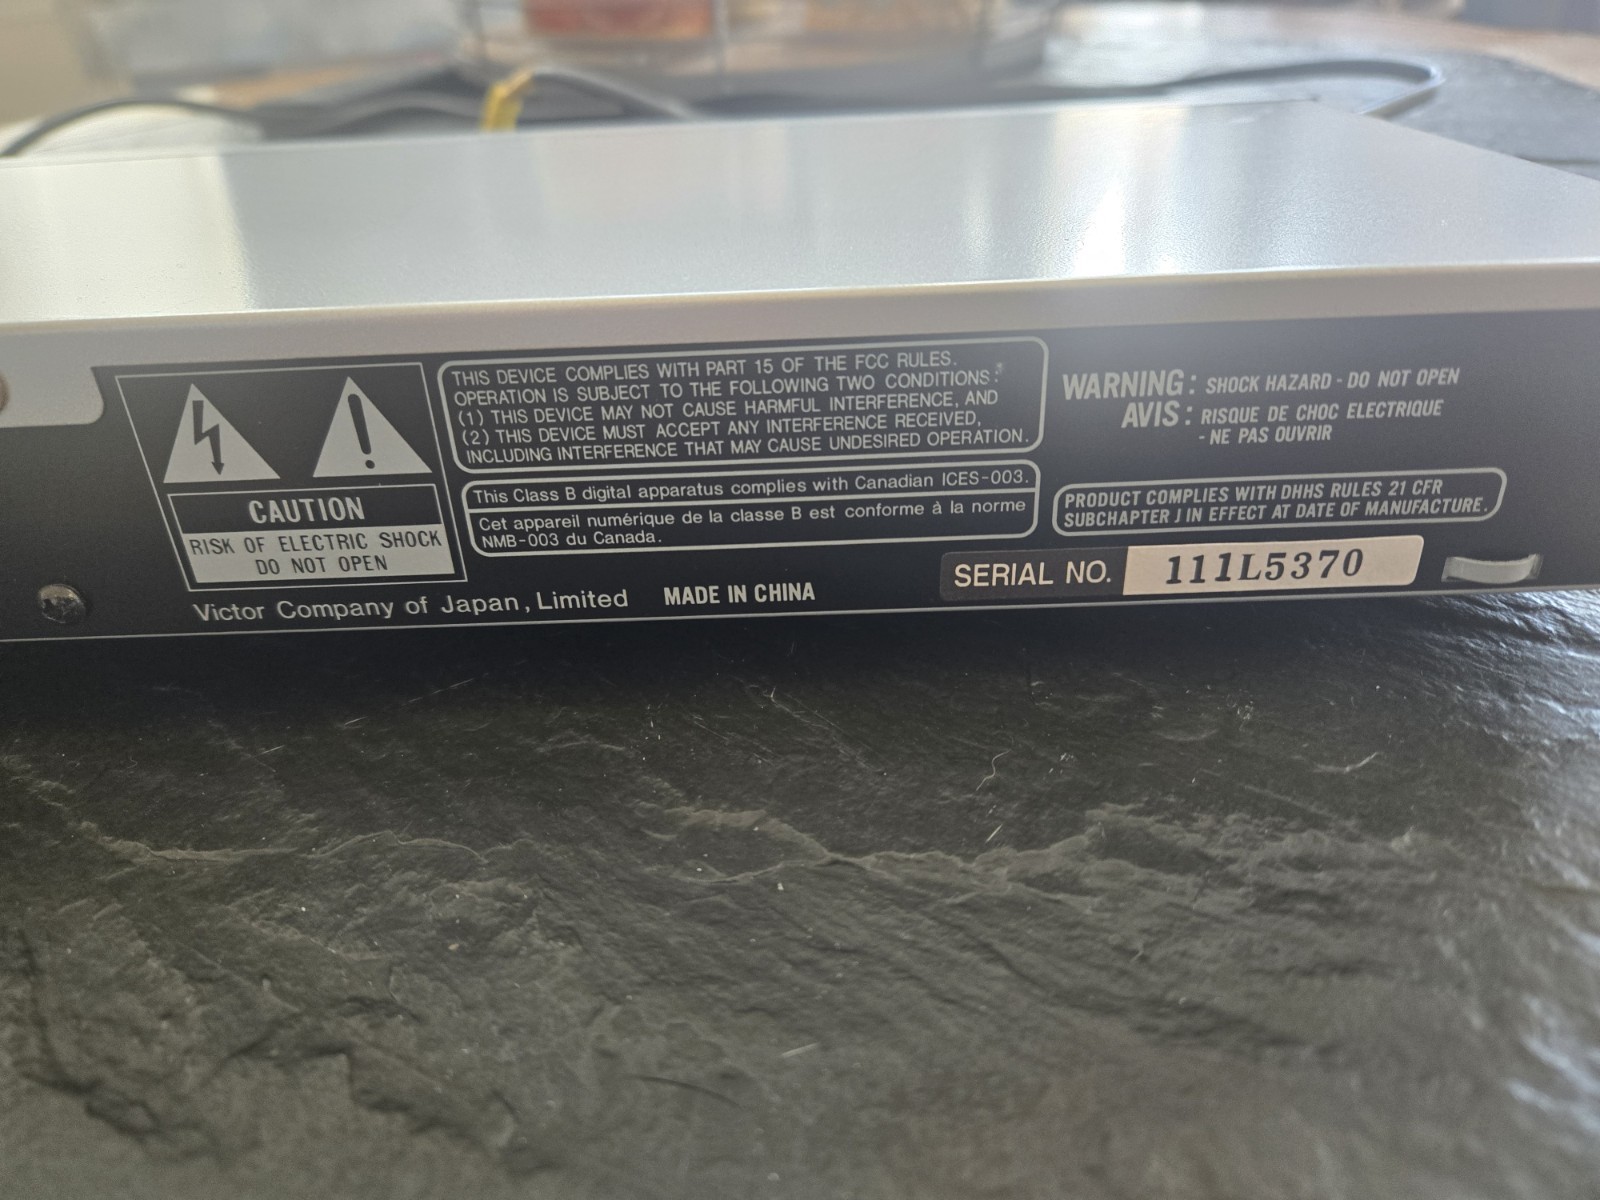 CAUTION
RISK OF ELECTRIC SHOCK
DO NOT OPEN
THIS DEVICE COMPLIES WITH PART 15 OF THE FCC RULES.
OPERATION IS SUBJECT TO THE FOLLOWING TWO CONDITIONS:
(1) THIS DEVICE MAY NOT CAUSE HARMFUL INTERFERENCE, AND
(2) THIS DEVICE MUST ACCEPT ANY INTERFERENCE RECEIVED,
INCLUDING INTERFERENCE THAT MAY CAUSE UNDESIRED OPERATION.
This Class B digital apparatus complies with Canadian ICES-003.
Cet appareil numérique de la classe B est conforme à la norme
NMB-003 du Canada.
WARNING: SHOCK HAZARD - DO NOT OPEN
AVIS: RISQUE DE CHOC ELECTRIQUE
- NE PAS OUVRIR
PRODUCT COMPLIES WITH DHHS RULES 21 CFR
SUBCHAPTER J IN EFFECT AT DATE OF MANUFACTURE.
Victor Company of Japan, Limited MADE IN CHINA
SERIAL NO. 111L5370